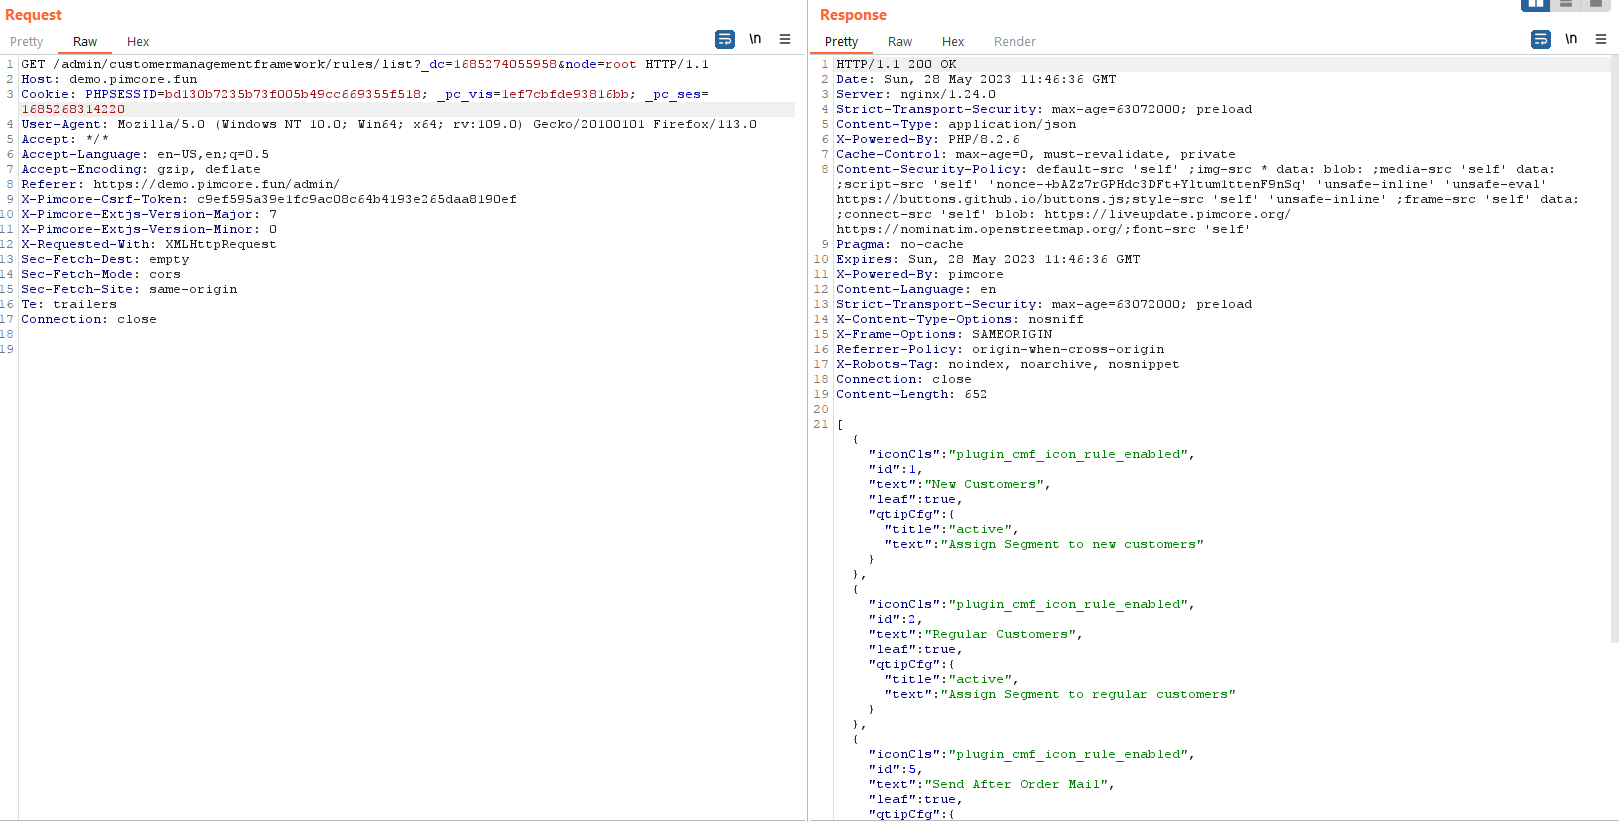 Request
Pretty Raw Hex
\n
1 GET /admin/customermanagementframework/rules/list?_dc=1685274055958&node=root HTTP/1.1
2 Host: demo.pimcore.fun
3 Cookie: PHPSESSID=bd130b7235b73f005b49cc669355f518; _pc_vis=1ef7cbfde93816bb; _pc_ses=
1685268314220
4 User-Agent: Mozilla/5.0 (Windows NT 10.0; Win64; x64; rv:109.0) Gecko/20100101 Firefox/113.0
5 Accept: */*
6 Accept-Language: en-US,en;q=0.5
7 Accept-Encoding: gzip, deflate
8 Referer: https://demo.pimcore.fun/admin/
9 X-Pimcore-Csrf-Token: c9ef595a39e1fc9ac08c64b4193e265daa8190ef
10 X-Pimcore-Extjs-Version-Major: 7
11 X-Pimcore-Extjs-Version-Minor: 0
12 X-Requested-With: XMLHttpRequest
13 Sec-Fetch-Dest: empty
14 Sec-Fetch-Mode: cors
15 Sec-Fetch-Site: same-origin
16 Te: trailers
17 Connection: close
18
19
Response
Pretty Raw Hex Render
\n
1 HTTP/1.1 200 OK
2 Date: Sun, 28 May 2023 11:46:36 GMT
3 Server: nginx/1.24.0
4 Strict-Transport-Security: max-age=63072000; preload
5 Content-Type: application/json
6 X-Powered-By: PHP/8.2.6
7 Cache-Control: max-age=0, must-revalidate, private
8 Content-Security-Policy: default-src 'self' ;img-src * data: blob: ;media-src 'self' data:
;script-src 'self' 'nonce-+bAZz7rGPHdc3DFt+Yltum1ttenF9nSq' 'unsafe-inline' 'unsafe-eval'
https://buttons.github.io/buttons.js;style-src 'self' 'unsafe-inline' ;frame-src 'self' data:
;connect-src 'self' blob: https://liveupdate.pimcore.org/
https://nominatim.openstreetmap.org/;font-src 'self'
9 Pragma: no-cache
10 Expires: Sun, 28 May 2023 11:46:36 GMT
11 X-Powered-By: pimcore
12 Content-Language: en
13 Strict-Transport-Security: max-age=63072000; preload
14 X-Content-Type-Options: nosniff
15 X-Frame-Options: SAMEORIGIN
16 Referrer-Policy: origin-when-cross-origin
17 X-Robots-Tag: noindex, noarchive, nosnippet
18 Connection: close
19 Content-Length: 652
20
21 [
{
"iconCls":"plugin_cmf_icon_rule_enabled",
"id":1,
"text":"New Customers",
"leaf":true,
"qtipCfg":{
"title":"active",
"text":"Assign Segment to new customers"
}
},
{
"iconCls":"plugin_cmf_icon_rule_enabled",
"id":2,
"text":"Regular Customers",
"leaf":true,
"qtipCfg":{
"title":"active",
"text":"Assign Segment to regular customers"
}
},
{
"iconCls":"plugin_cmf_icon_rule_enabled",
"id":5,
"text":"Send After Order Mail",
"leaf":true,
"qtipCfg":{